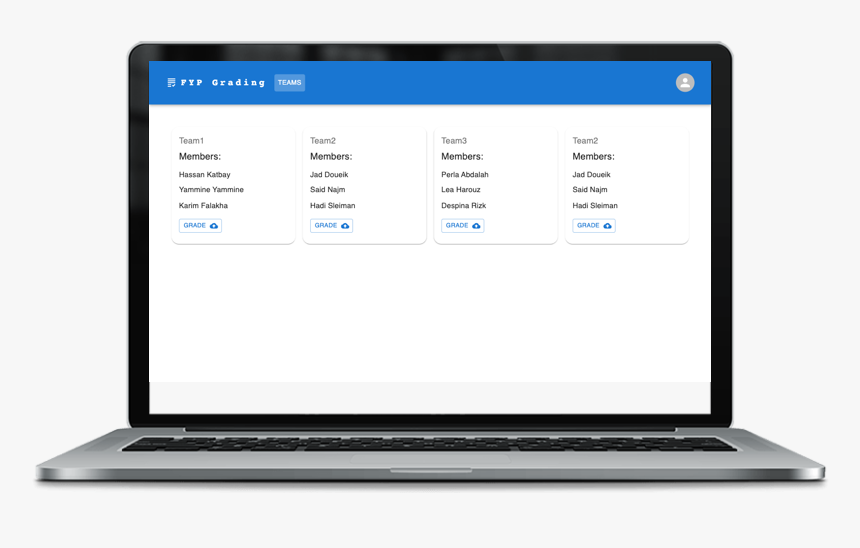 FYP Grading TEAMS
Team1
Members:
Hassan Katbay
Yammine Yammine
Karim Falakha
GRADE
Team2
Members:
Jad Doueik
Said Najm
Hadi Sleiman
GRADE
Team3
Members:
Perla Abdalah
Lea Harouz
Despina Rizk
GRADE
Team2
Members:
Jad Doueik
Said Najm
Hadi Sleiman
GRADE